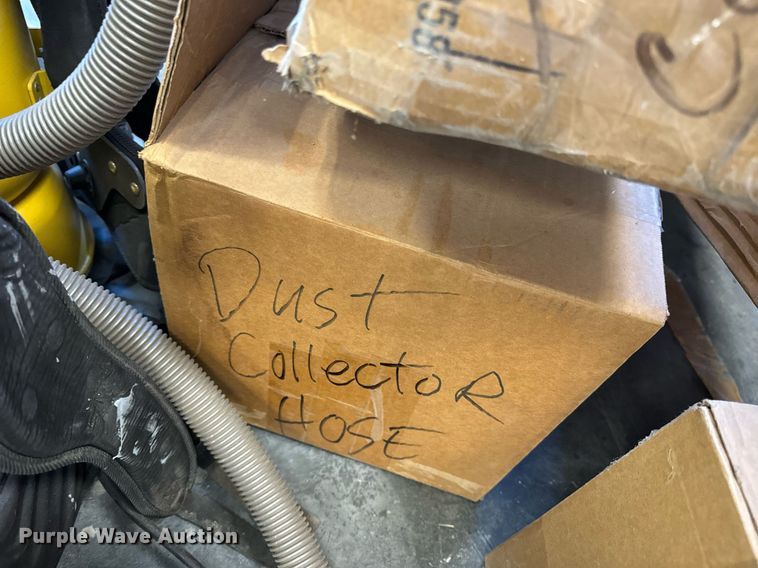 Dust
Collector
HOSE
Purple Wave Auction